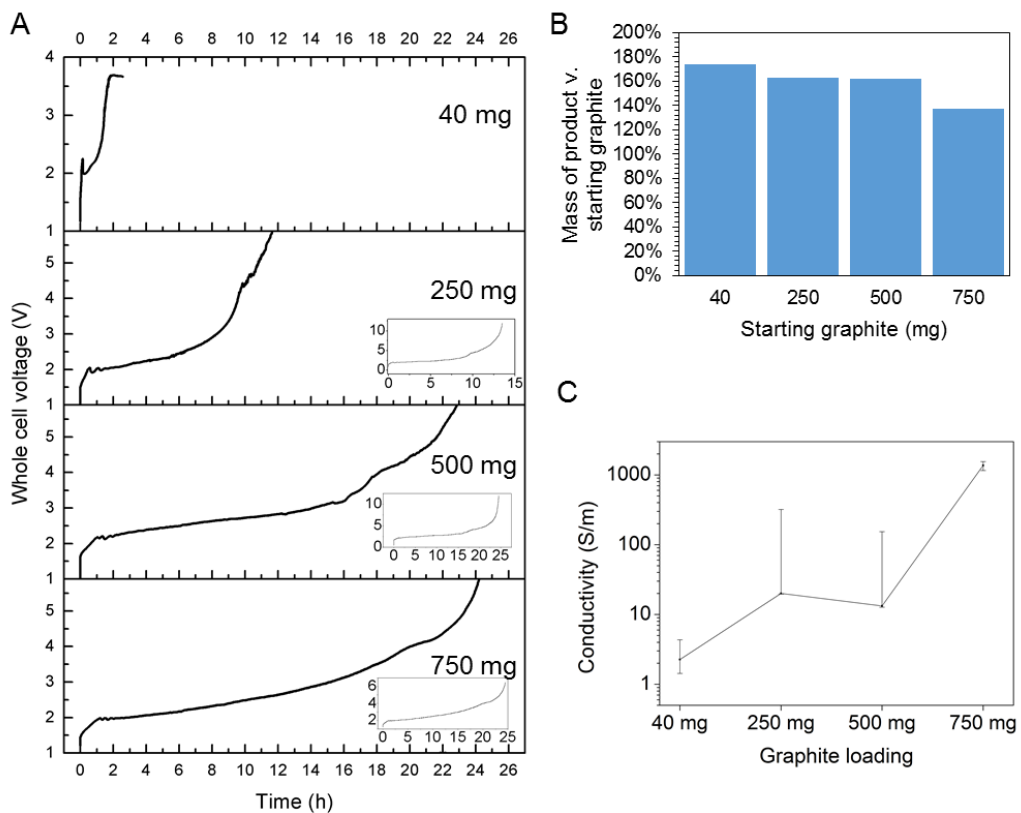 A
0 2 4 6 8 10 12 14 16 18 20 22 24 26
4
3
2
1
40 mg
5
4
3
2
1
250 mg
10
5
0
0 5 10 15
5
4
3
2
1
500 mg
10
5
0
0 5 10 15 20 25
5
4
3
2
1
750 mg
6
4
2
0 5 10 15 20 25
0 2 4 6 8 10 12 14 16 18 20 22 24 26
Whole cell voltage (V)
Time (h)
B
Mass of product v.
starting graphite
200%
180%
160%
140%
120%
100%
80%
60%
40%
20%
0%
40 250 500 750
Starting graphite (mg)
C
Conductivity (S/m)
1000
100
10
1
40 mg 250 mg 500 mg 750 mg
Graphite loading